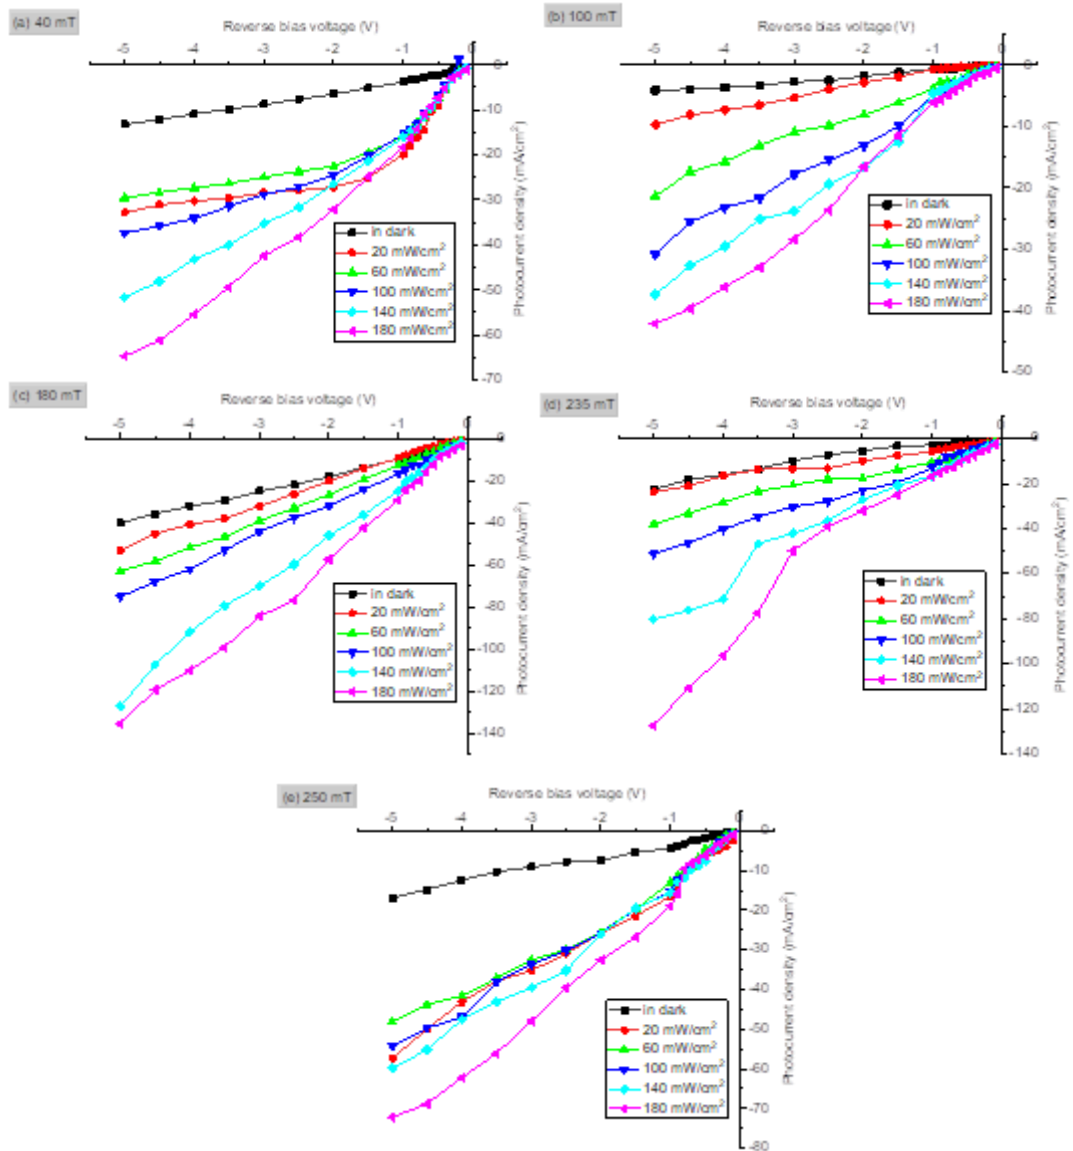 (a) 40 mT
Reverse bias voltage (V)
-5 -4 -3 -2 -1 0
0
-10
-20
-30
-40
-50
-60
-70
Photocurrent density (mA/cm²)
in dark
20 mW/cm²
60 mW/cm²
100 mW/cm²
140 mW/cm²
180 mW/cm²
(b) 100 mT
Reverse bias voltage (V)
-5 -4 -3 -2 -1 0
0
-10
-20
-30
-40
-50
Photocurrent density (mA/cm²)
in dark
20 mW/cm²
60 mW/cm²
100 mW/cm²
140 mW/cm²
180 mW/cm²
(c) 180 mT
Reverse bias voltage (V)
-5 -4 -3 -2 -1 0
0
-20
-40
-60
-80
-100
-120
-140
Photocurrent density (mA/cm²)
in dark
20 mW/cm²
60 mW/cm²
100 mW/cm²
140 mW/cm²
180 mW/cm²
(d) 235 mT
Reverse bias voltage (V)
-5 -4 -3 -2 -1 0
0
-20
-40
-60
-80
-100
-120
-140
Photocurrent density (mA/cm²)
in dark
20 mW/cm²
60 mW/cm²
100 mW/cm²
140 mW/cm²
180 mW/cm²
(e) 250 mT
Reverse bias voltage (V)
-5 -4 -3 -2 -1 0
0
-10
-20
-30
-40
-50
-60
-70
-80
Photocurrent density (mA/cm²)
in dark
20 mW/cm²
60 mW/cm²
100 mW/cm²
140 mW/cm²
180 mW/cm²